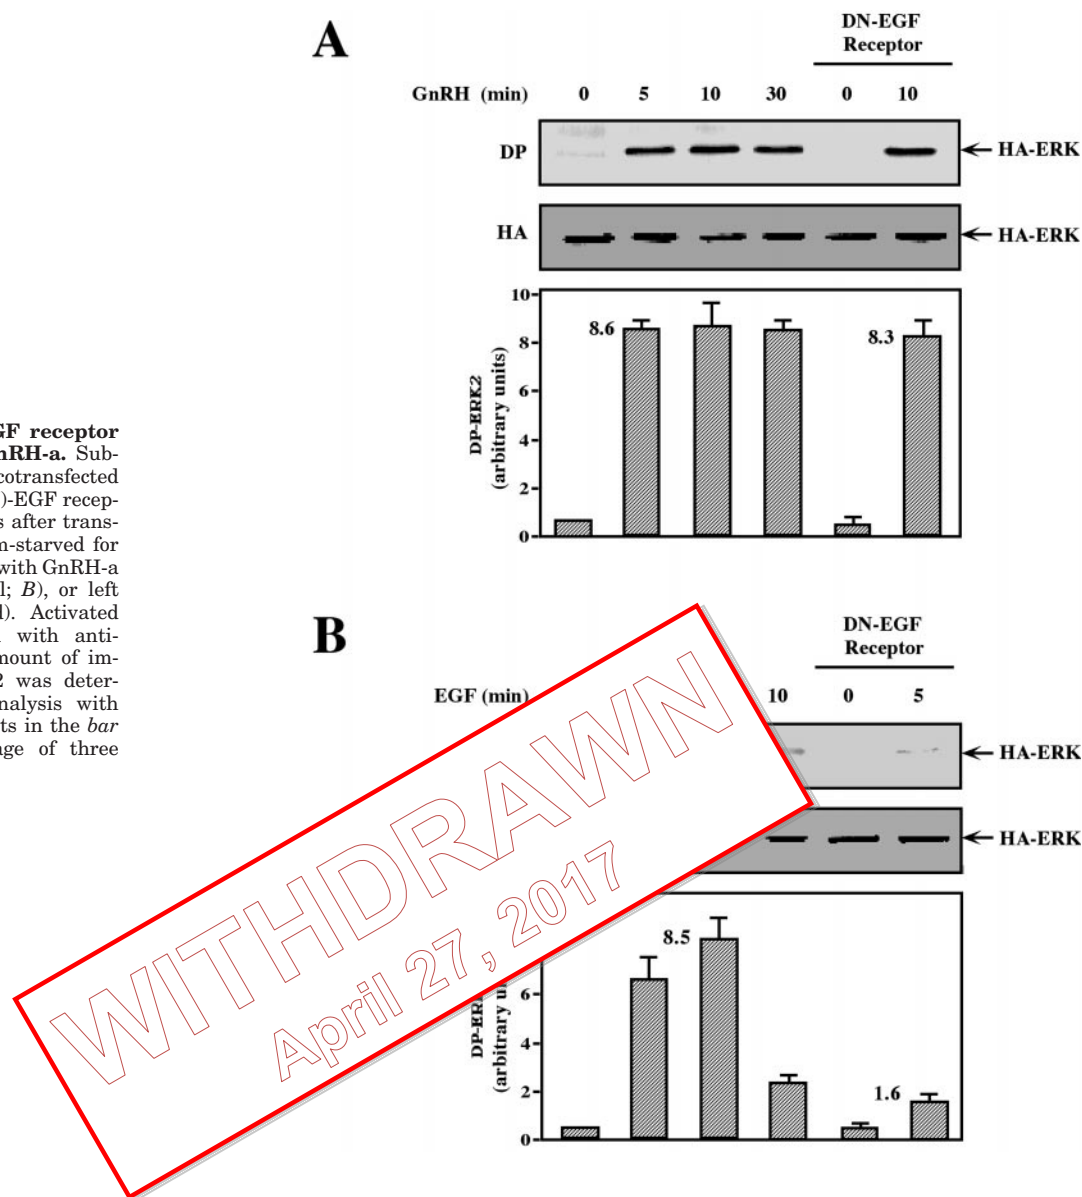 A
DN-EGF
Receptor
GnRH (min) 0 5 10 30 0 10
DP HA-ERK
HA HA-ERK
DP-ERK2
(arbitrary units)
10
8
6
4
2
0
8.6
8.3
GF receptor
nRH-a. Sub-
cotransfected
)-EGF recep-
s after trans-
m-starved for
with GnRH-a
l; B), or left
l). Activated
with anti-
mount of im-
2 was deter-
nalysis with
ts in the bar
age of three
B
DN-EGF
Receptor
EGF (min) 10 0 5
HA-ERK
HA-ERK
(arbitrary
6
4
2
0
8.5
1.6
WITHDRAWN
April 27, 2017